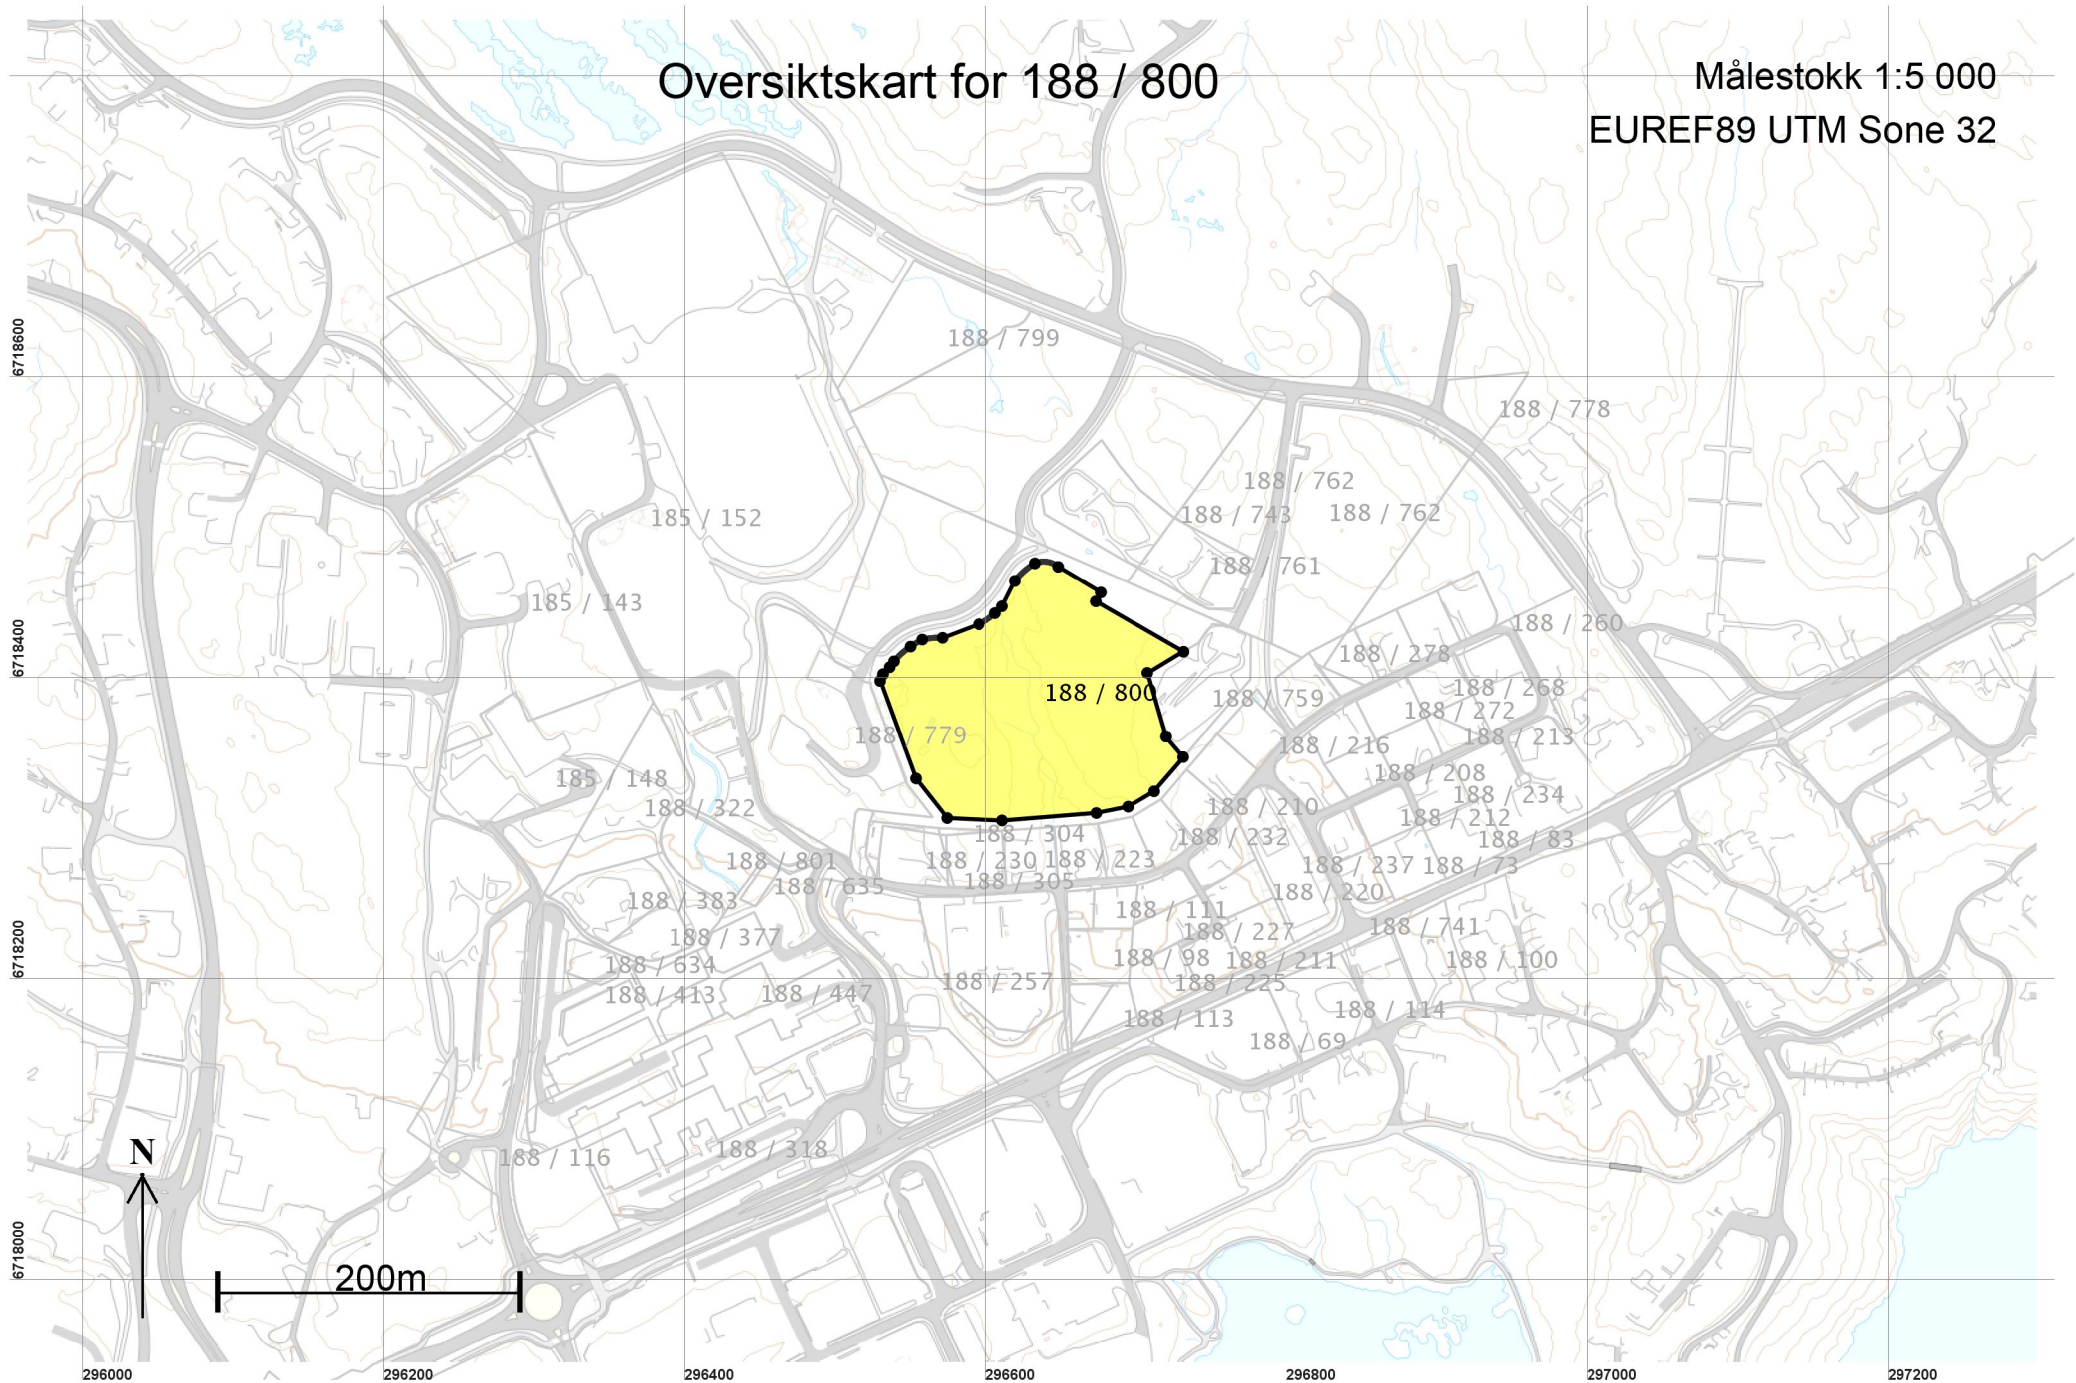 Oversiktskart for 188 / 800
Målestokk 1:5 000
EUREF89 UTM Sone 32
188 / 799
6718600
188 / 778
188 / 762
188 / 743
188 / 762
185 / 152
188 / 761
185 / 143
188 / 260
6718400
188 / 278
188 / 268
188 / 800
188 / 759
188 / 272
188 / 779
188 / 216
188 / 213
185 / 148
188 / 208
188 / 322
188 / 210
188 / 234
188 / 212
188 / 304
188 / 232
188 / 83
188 / 801
188 / 230
188 / 223
188 / 237
188 / 73
188 / 635
188 / 305
188 / 220
188 / 383
188 / 111
188 / 741
188 / 377
188 / 227
6718200
188 / 634
188 / 98
188 / 211
188 / 100
188 / 257
188 / 225
188 / 413
188 / 447
188 / 113
188 / 114
188 / 69
N
188 / 116
188 / 318
6718000
200m
296000
296200
296400
296600
296800
297000
297200